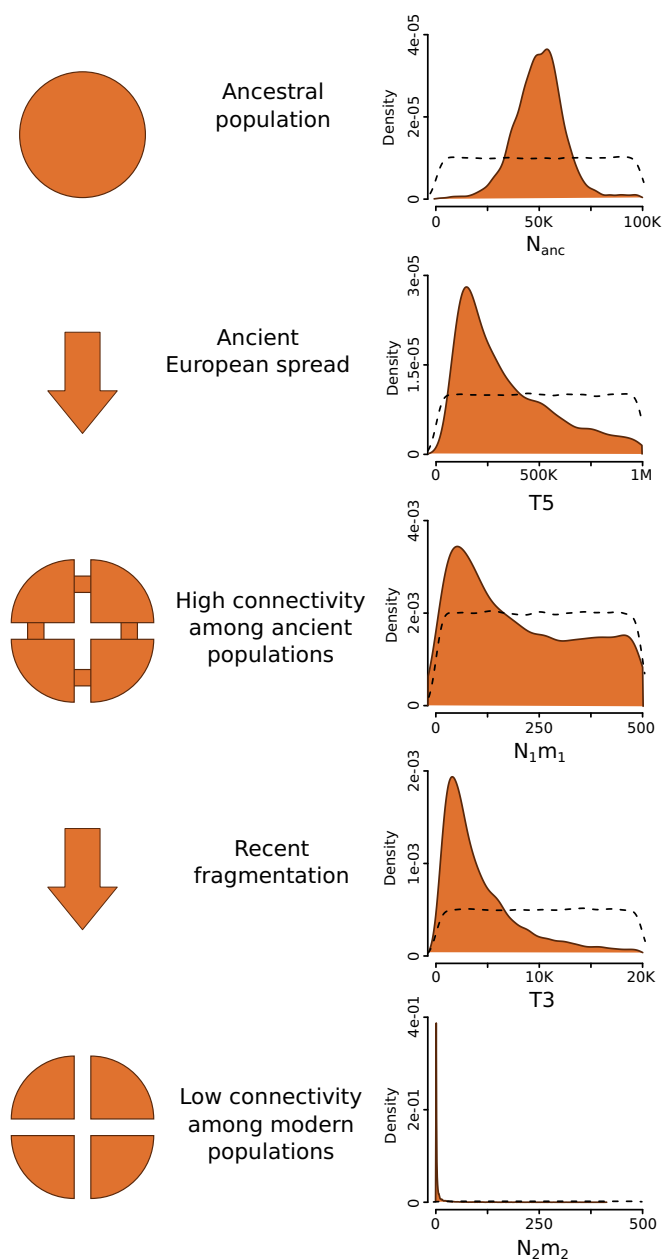 Ancestral
population
Density
0
2e-05
4e-05
0
50K
100K
Nanc
Ancient
European spread
Density
0
1.5e-05
3e-05
0
500K
1M
T5
High connectivity
among ancient
populations
Density
0
2e-03
4e-03
0
250
500
N₁m₁
Recent
fragmentation
Density
0
1e-03
2e-03
0
10K
20K
T3
Low connectivity
among modern
populations
Density
0
2e-01
4e-01
0
250
500
N₂m₂